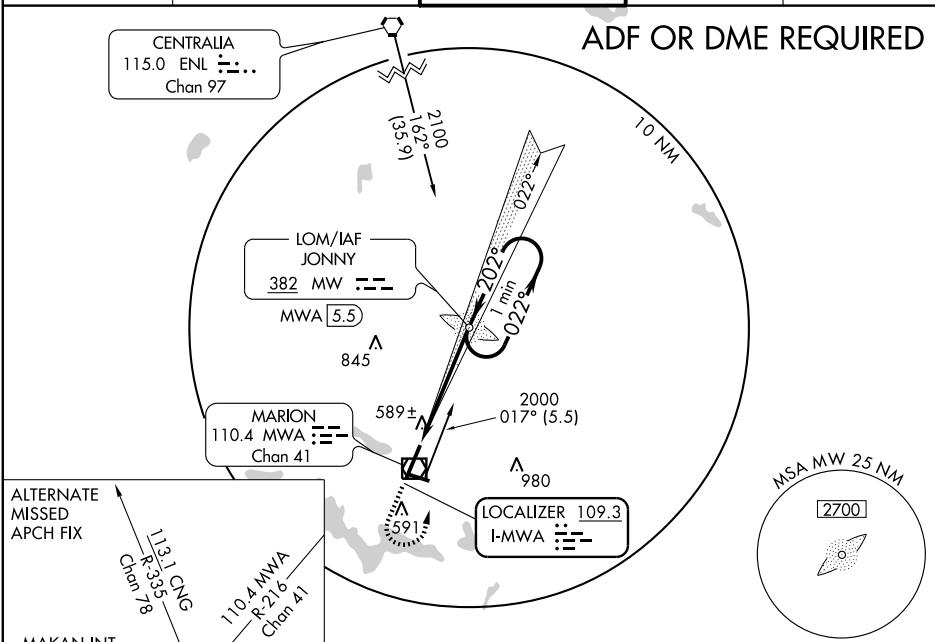 ADF OR DME REQUIRED
CENTRALIA
115.0 ENL
Chan 97
2100
162°
(35.9)
10 NM
022°
LOM/IAF
JONNY
382 MW
MWA 5.5
202°
1 min
022°
845
MARION
110.4 MWA
Chan 41
589±
2000
017° (5.5)
980
591
LOCALIZER 109.3
I-MWA
MSA MW 25 NM
2700
ALTERNATE
MISSED
APCH FIX
113.1 CNG
R-335
Chan 78
110.4 MWA
R-216
Chan 41
MAKAN INT